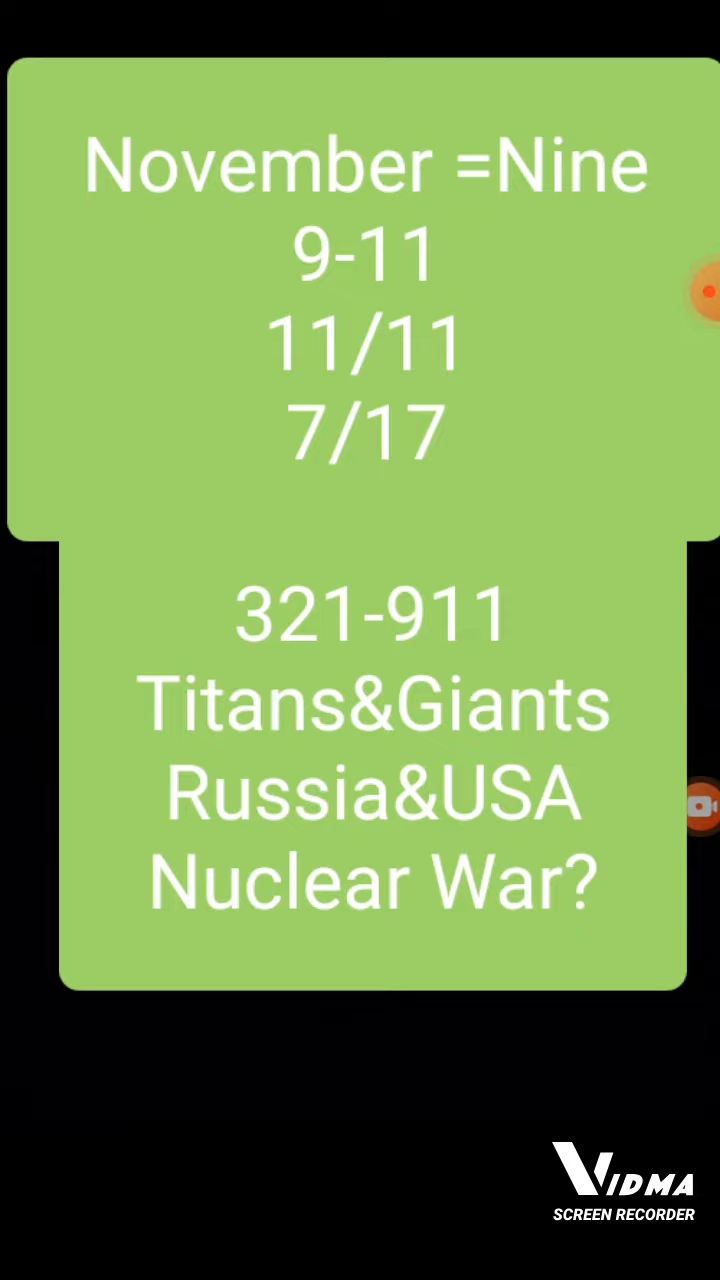 November =Nine
9-11
11/11
7/17
321-911
Titans&Giants
Russia&USA
Nuclear War?
VIDMA
SCREEN RECORDER